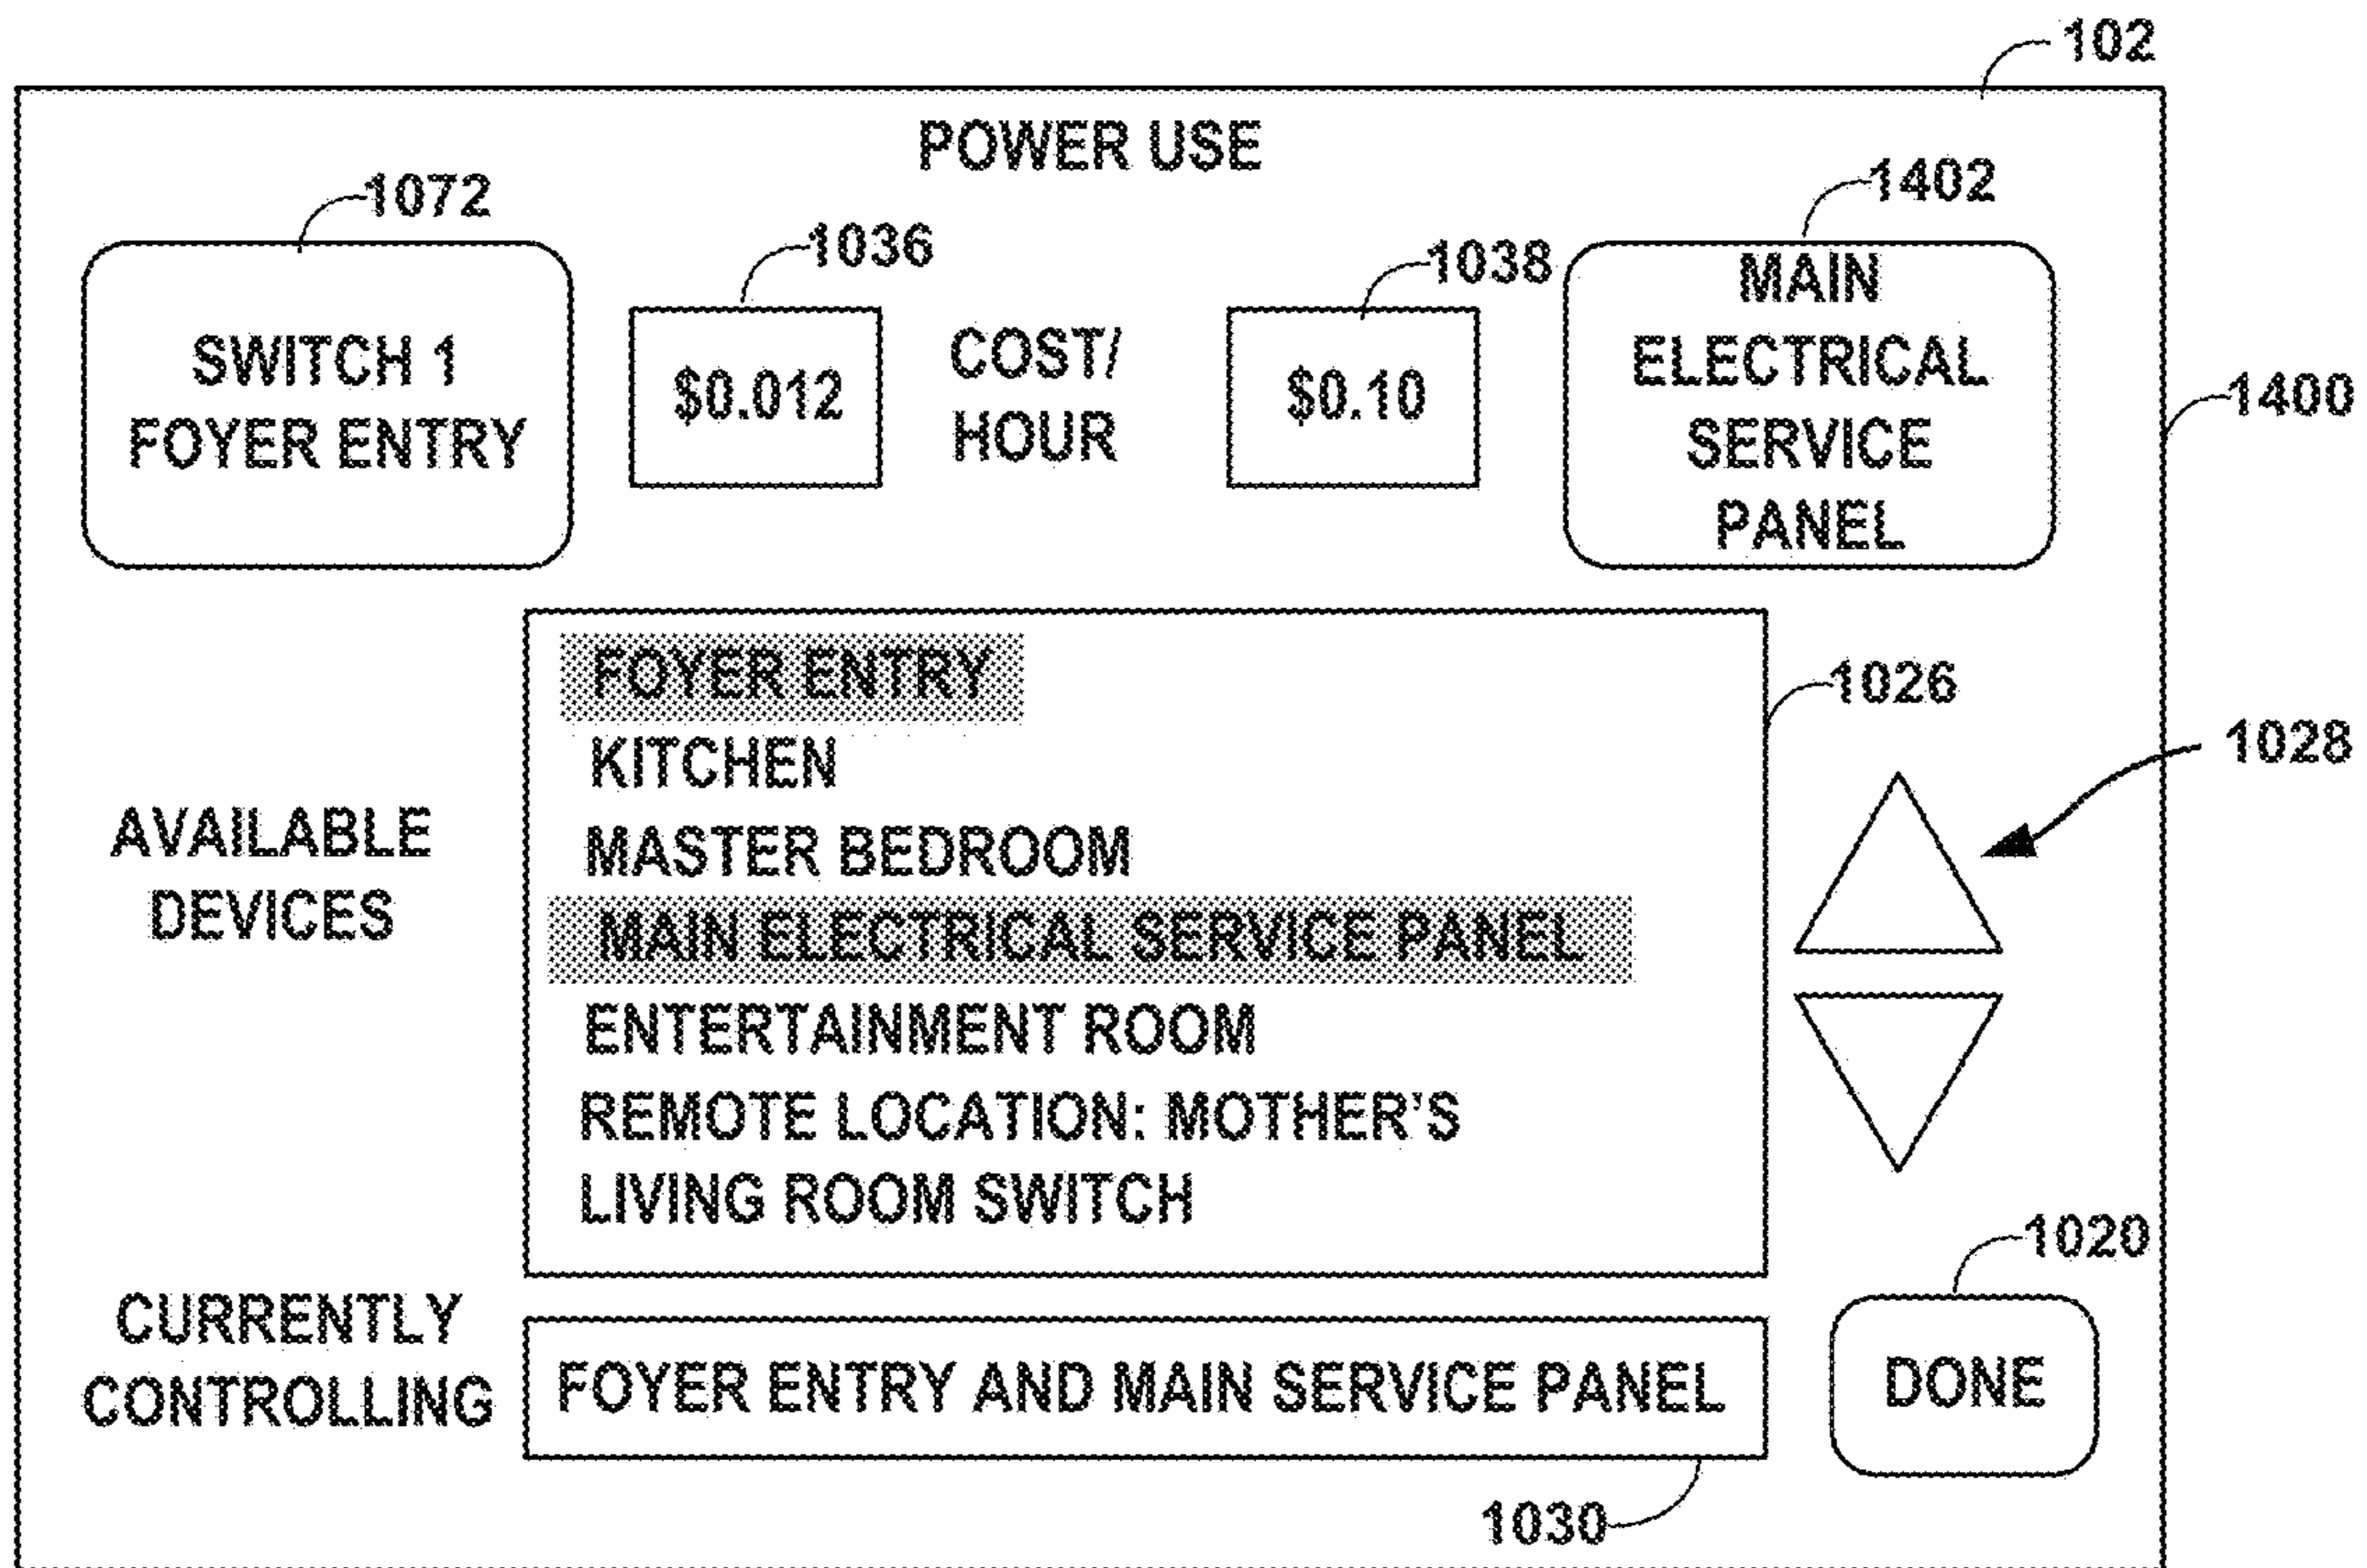 102
POWER USE
1072
1036
1038
1402
SWITCH 1
FOYER ENTRY
$0.012
COST/
HOUR
$0.10
MAIN
ELECTRICAL
SERVICE
PANEL
1400
AVAILABLE
DEVICES
FOYER ENTRY
KITCHEN
MASTER BEDROOM
MAIN ELECTRICAL SERVICE PANEL
ENTERTAINMENT ROOM
REMOTE LOCATION: MOTHER'S
LIVING ROOM SWITCH
1026
1028
1020
CURRENTLY
CONTROLLING
FOYER ENTRY AND MAIN SERVICE PANEL
DONE
1030